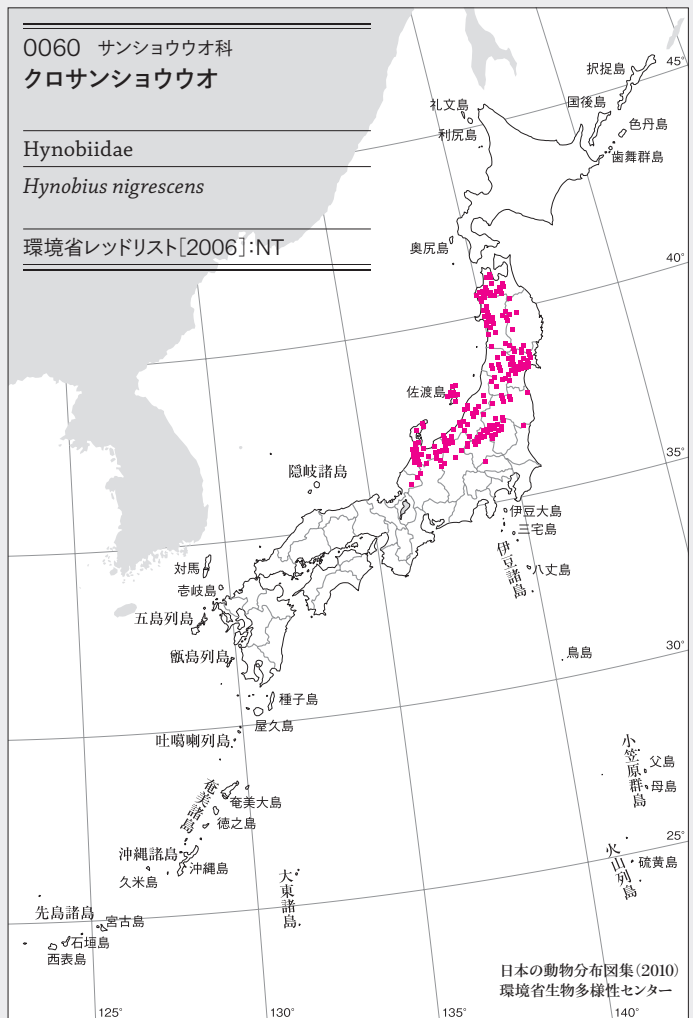 0060 サンショウウオ科
クロサンショウウオ
Hynobiidae
Hynobius nigrescens
環境省レッドリスト[2006]:NT
45°
択捉島
国後島
礼文島
色丹島
利尻島
歯舞群島
奥尻島
40°
佐渡島
35°
隠岐諸島
伊豆大島
三宅島
伊豆諸島
八丈島
対馬
壱岐島
五島列島
甑島列島
30°
鳥島
種子島
屋久島
吐噶喇列島
小笠原群島
父島
母島
奄美諸島
奄美大島
徳之島
25°
沖縄諸島
沖縄島
久米島
火山列島
硫黄島
大東諸島
先島諸島
宮古島
石垣島
西表島
日本の動物分布図集(2010)
環境省生物多様性センター
125°
130°
135°
140°